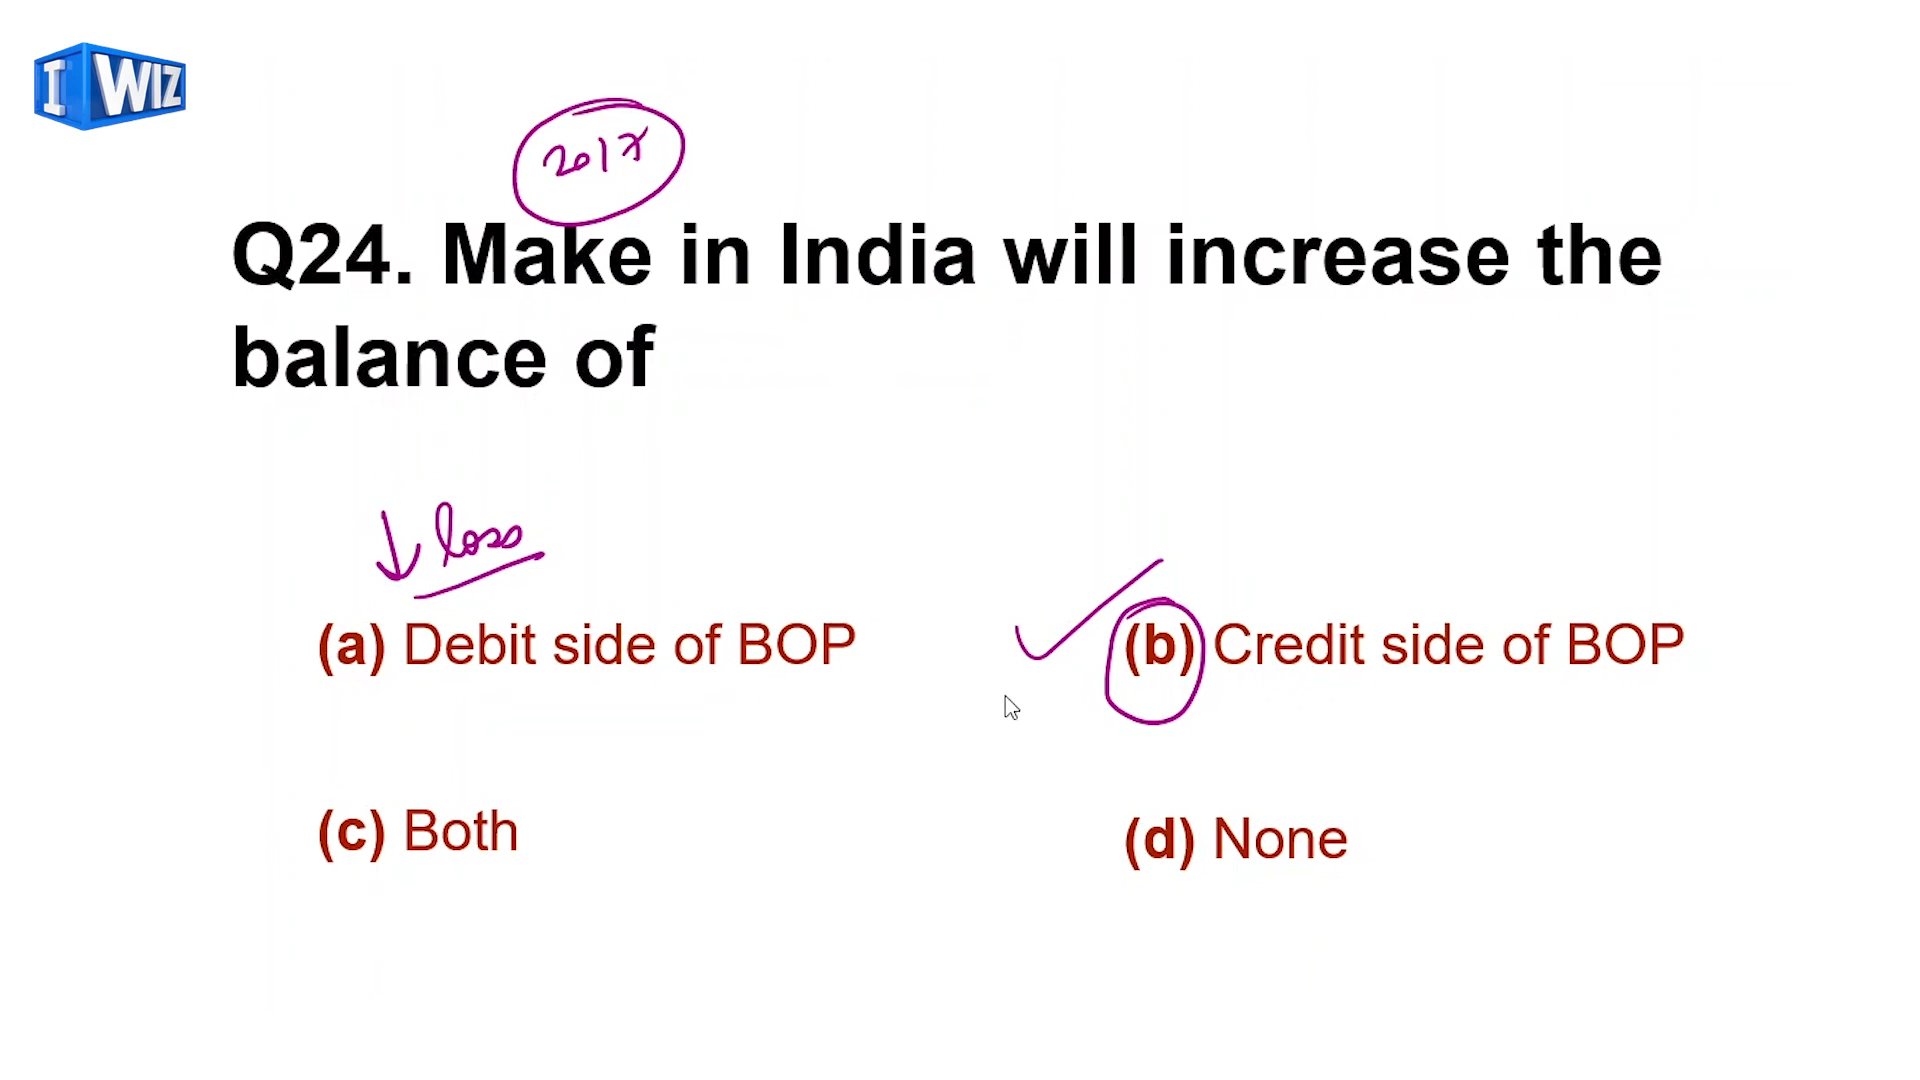 I WIZ
2017
Q24. Make in India will increase the
balance of
↓ loss
(a) Debit side of BOP
(b) Credit side of BOP
(c) Both
(d) None